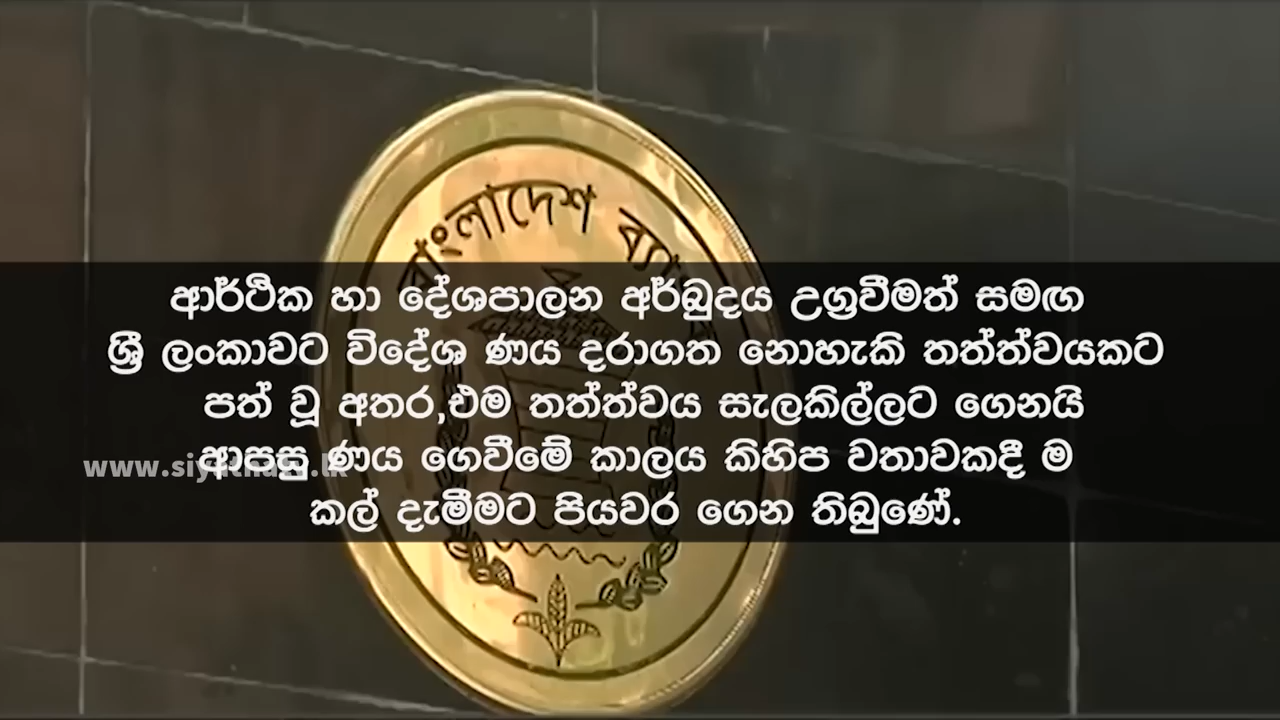 বাংলাদেশ
ආර්ථික හා දේශපාලන අර්බුදය උග්‍රවීමත් සමඟ
ශ්‍රී ලංකාවට විදේශ ණය දරාගත නොහැකි තත්ත්වයකට
පත් වූ අතර,එම තත්ත්වය සැලකිල්ලට ගෙනයි
ආපසු ණය ගෙවීමේ කාලය කිහිප වතාවකදී ම
කල් දැමීමට පියවර ගෙන තිබුණේ.